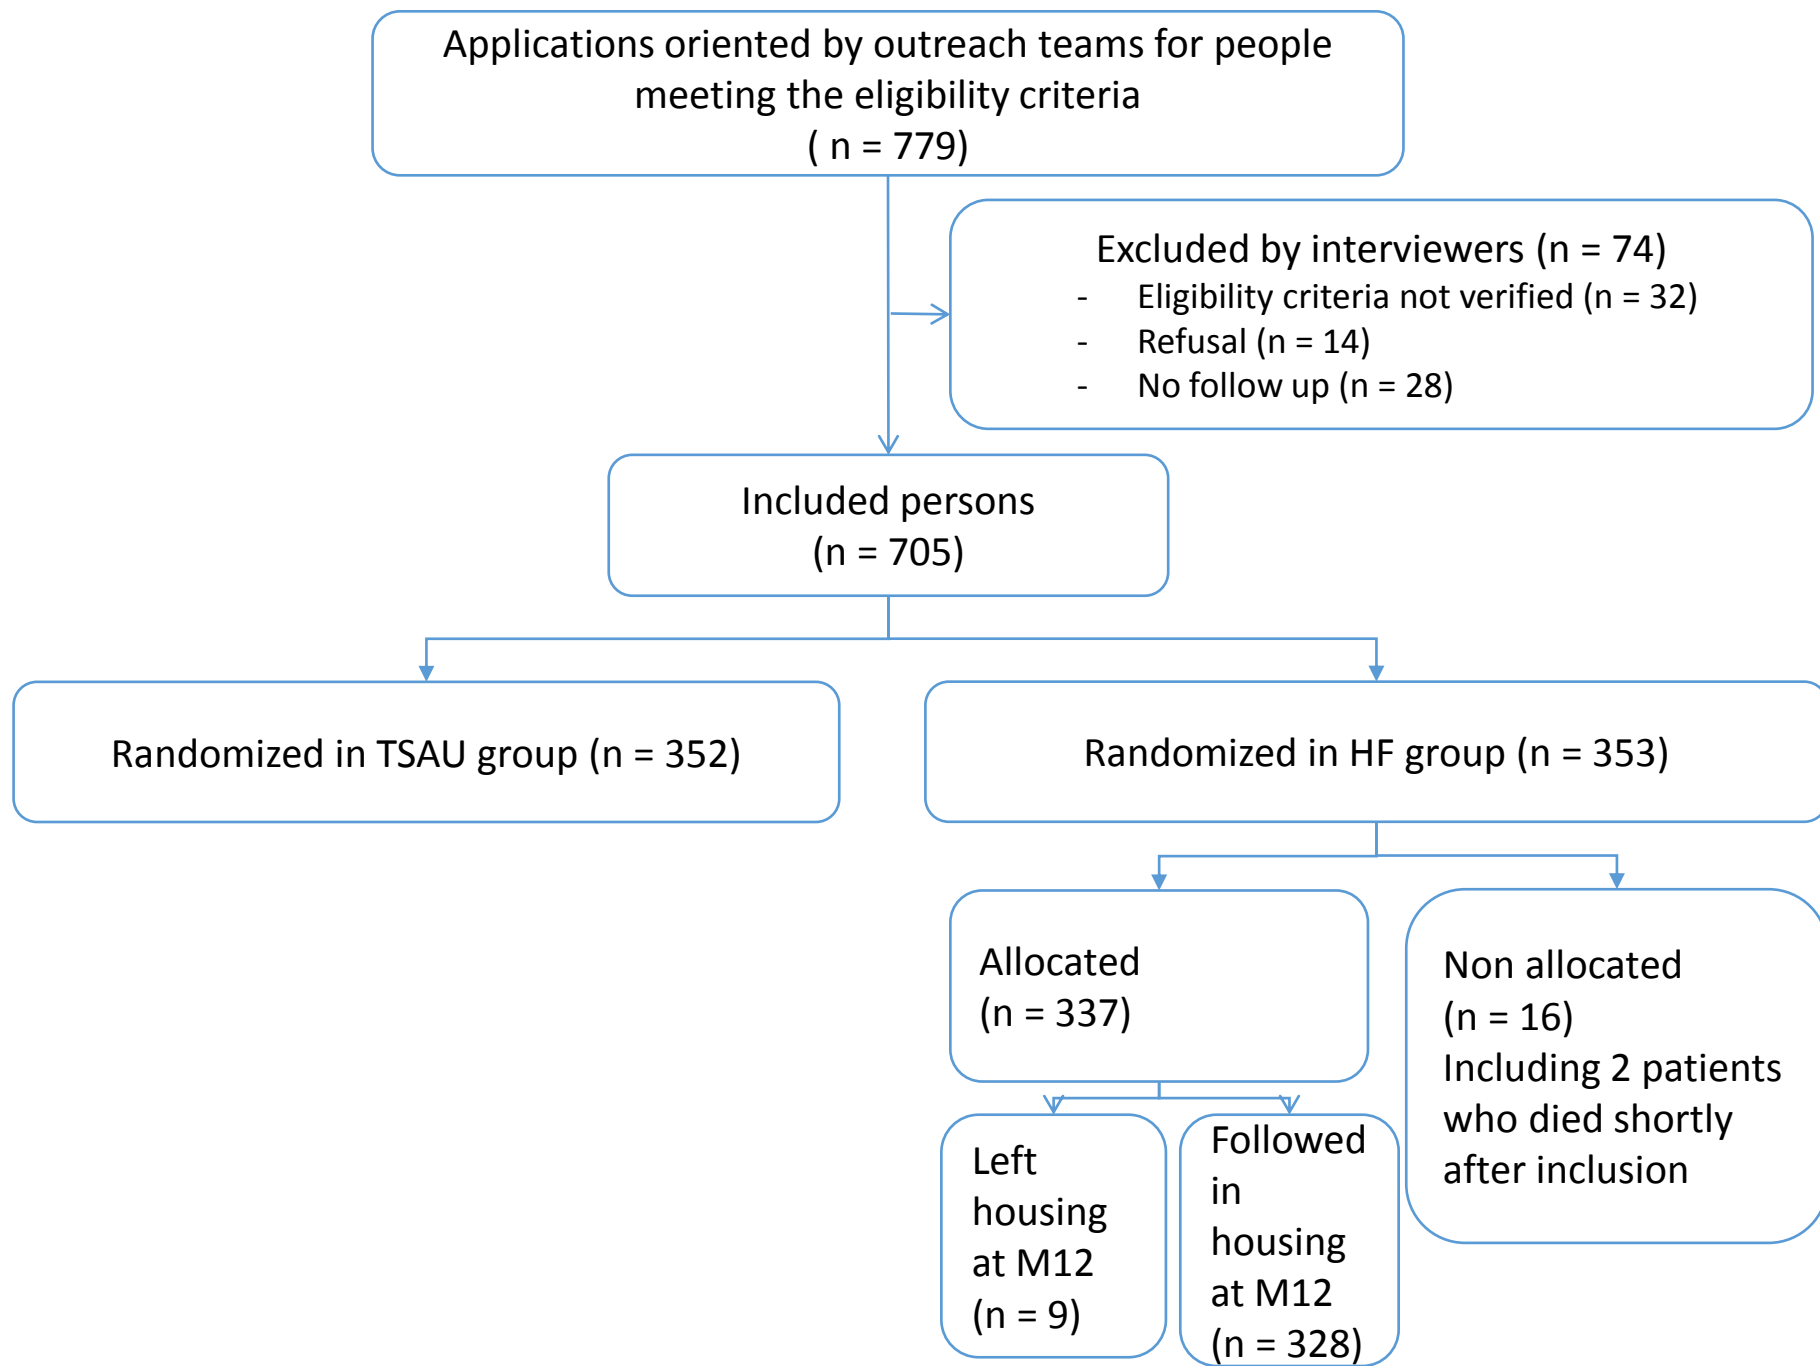 Applications oriented by outreach teams for people
meeting the eligibility criteria
( n = 779)
Excluded by interviewers (n = 74)
- Eligibility criteria not verified (n = 32)
- Refusal (n = 14)
- No follow up (n = 28)
Included persons
(n = 705)
Randomized in TSAU group (n = 352)
Randomized in HF group (n = 353)
Allocated
(n = 337)
Non allocated
(n = 16)
Including 2 patients
who died shortly
after inclusion
Left
housing
at M12
(n = 9)
Followed
in
housing
at M12
(n = 328)